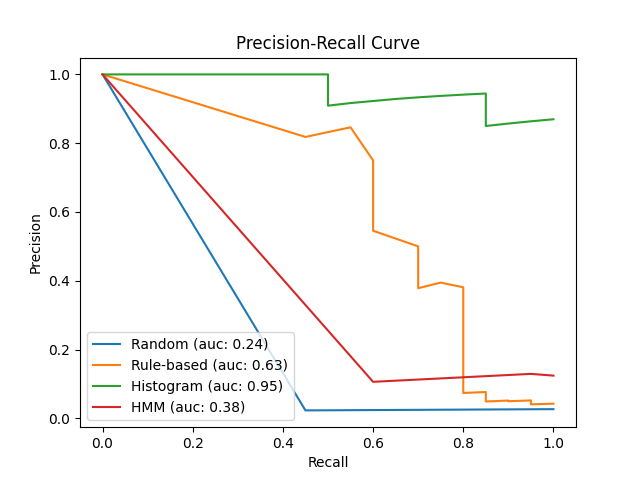 Precision-Recall Curve
1.0
0.8
0.6
0.4
0.2
0.0
Precision
Random (auc: 0.24)
Rule-based (auc: 0.63)
Histogram (auc: 0.95)
HMM (auc: 0.38)
0.0 0.2 0.4 0.6 0.8 1.0
Recall